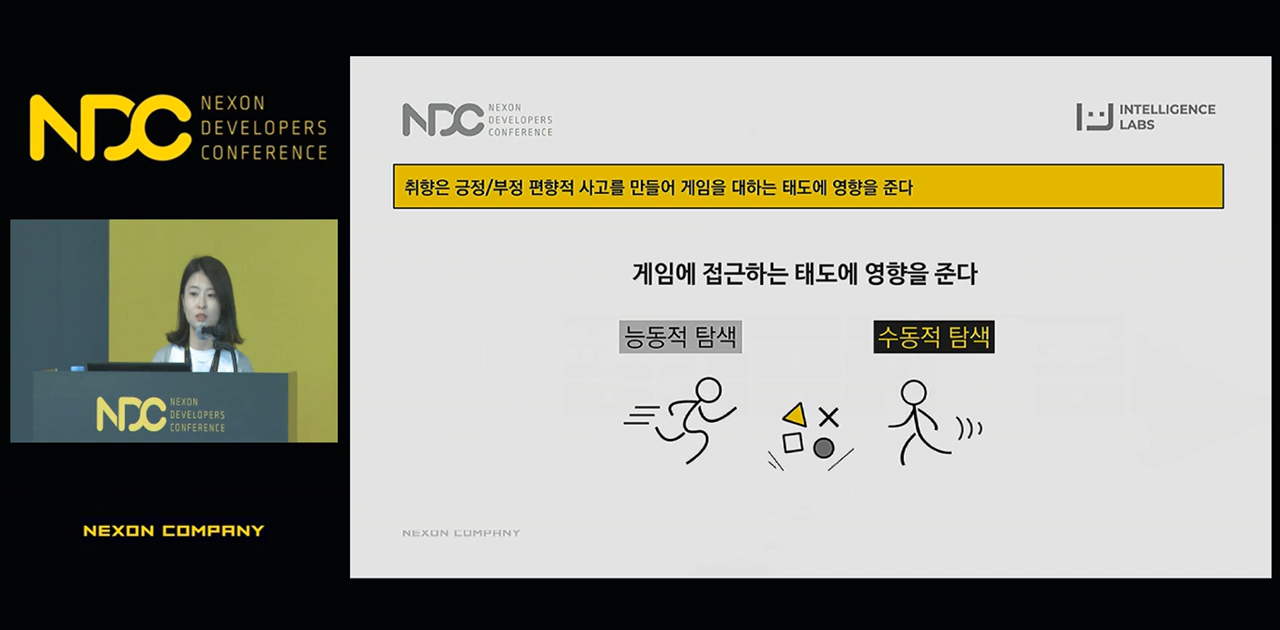 NDC NEXON
DEVELOPERS
CONFERENCE
NDC NEXON
DEVELOPERS
CONFERENCE
NEXON COMPANY
NDC NEXON
DEVELOPERS
CONFERENCE
INTELLIGENCE
LABS
취향은 긍정/부정 편향적 사고를 만들어 게임을 대하는 태도에 영향을 준다
게임에 접근하는 태도에 영향을 준다
능동적 탐색
수동적 탐색
NEXON COMPANY